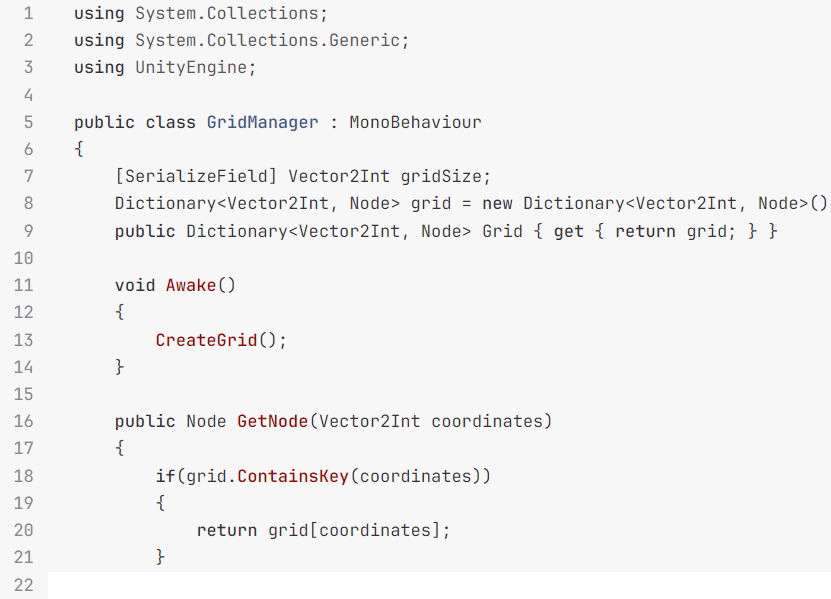 1 using System.Collections;
2 using System.Collections.Generic;
3 using UnityEngine;
4
5 public class GridManager : MonoBehaviour
6 {
7     [SerializeField] Vector2Int gridSize;
8     Dictionary<Vector2Int, Node> grid = new Dictionary<Vector2Int, Node>()
9     public Dictionary<Vector2Int, Node> Grid { get { return grid; } }
10
11     void Awake()
12     {
13         CreateGrid();
14     }
15
16     public Node GetNode(Vector2Int coordinates)
17     {
18         if(grid.ContainsKey(coordinates))
19         {
20             return grid[coordinates];
21         }
22